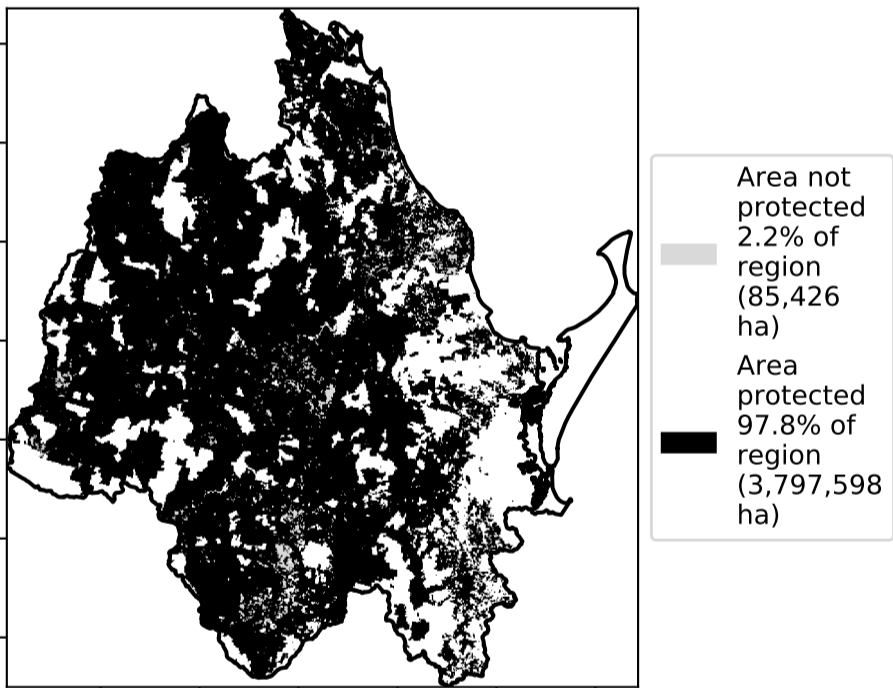 Area not
protected
2.2% of
region
(85,426
ha)
Area
protected
97.8% of
region
(3,797,598
ha)